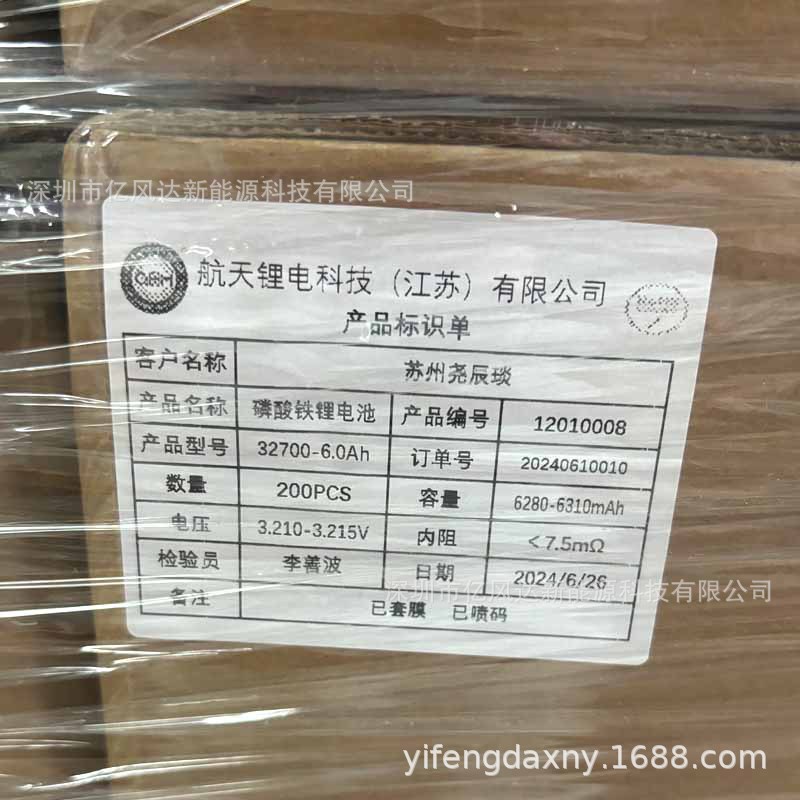 深圳市亿风达新能源科技有限公司
航天锂电科技（江苏）有限公司
产品标识单
客户名称 苏州尧辰琰
产品名称 磷酸铁锂电池 产品编号 12010008
产品型号 32700-6.0Ah 订单号 20240610010
数量 200PCS 容量 6280-6310mAh
电压 3.210-3.215V 内阻 ＜7.5mΩ
检验员 李善波 日期 2024/6/26
深圳市亿风达新能源科技有限公司
备注 已套膜 已喷码
yifengdaxny.1688.com